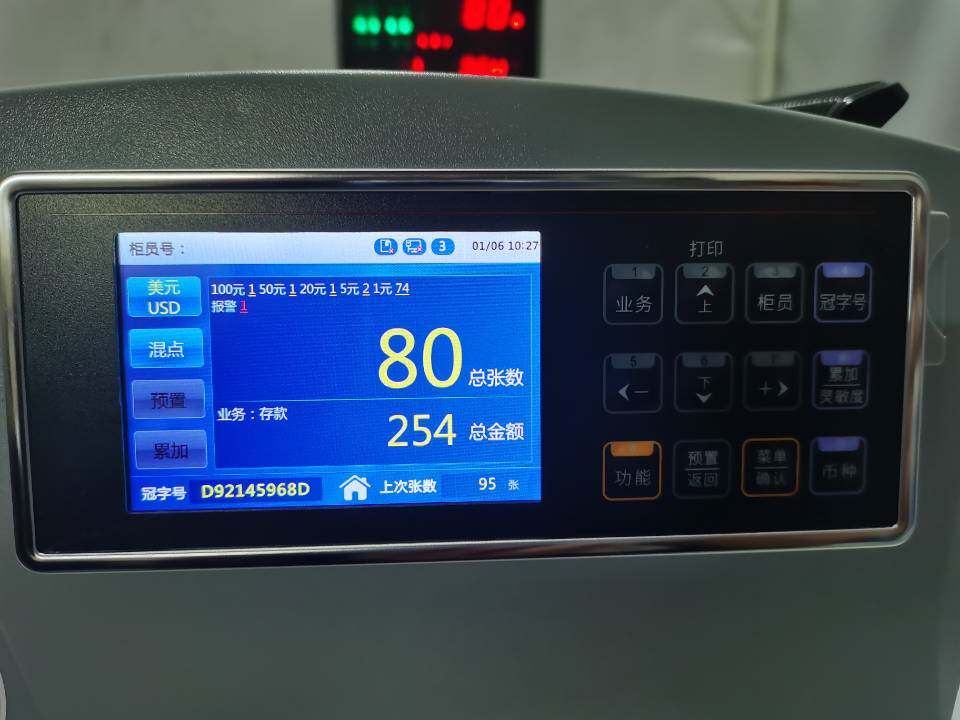 柜员号：
3
01/06 10:27
美元
USD
混点
预置
累加
100元 1 50元 1 20元 1 5元 2 1元 74
报警 1
80 总张数
业务：存款
254 总金额
冠字号 D92145968D
上次张数 95 张
打印
1 业务
2 上
3 柜员
4 冠字号
5 －
6 下
＋
累加
灵敏度
功能
预置
返回
菜单
确认
币种